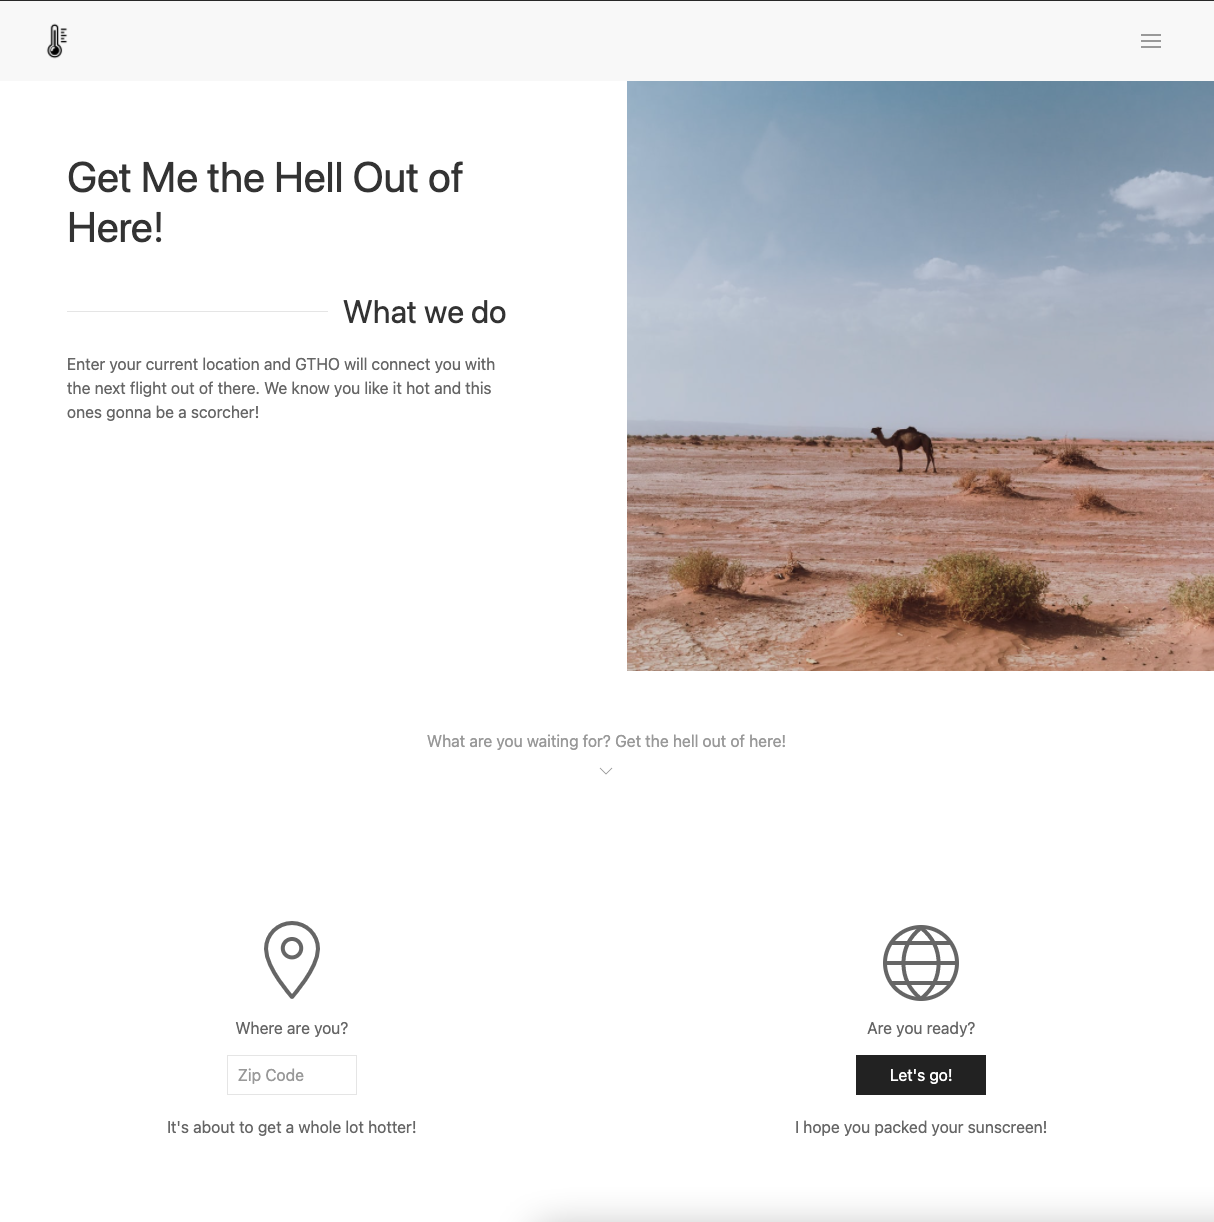 Get Me the Hell Out of
Here!
What we do
Enter your current location and GTHO will connect you with
the next flight out of there. We know you like it hot and this
ones gonna be a scorcher!
What are you waiting for? Get the hell out of here!
Where are you?
Zip Code
It's about to get a whole lot hotter!
Are you ready?
Let's go!
I hope you packed your sunscreen!